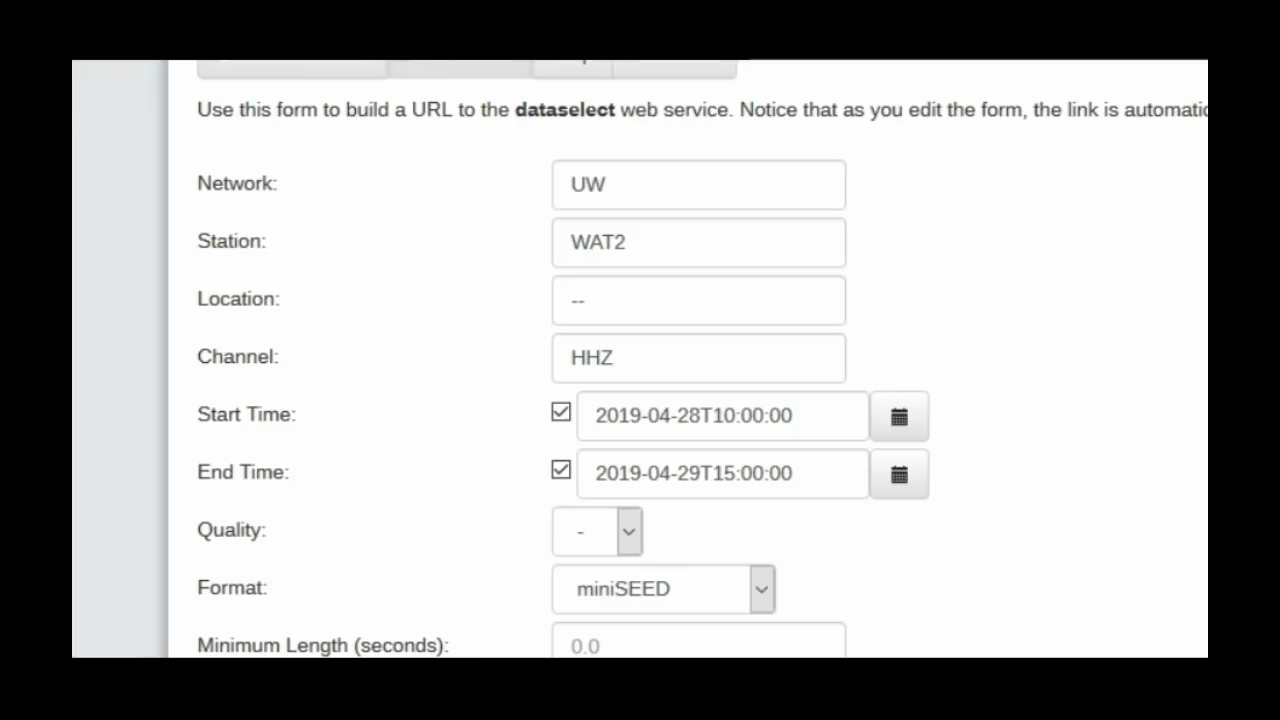 Use this form to build a URL to the dataselect web service. Notice that as you edit the form, the link is
Network: UW
Station: WAT2
Location: --
Channel: HHZ
Start Time: 2019-04-28T10:00:00
End Time: 2019-04-29T15:00:00
Quality: -
Format: miniSEED
Minimum Length (seconds): 0.0